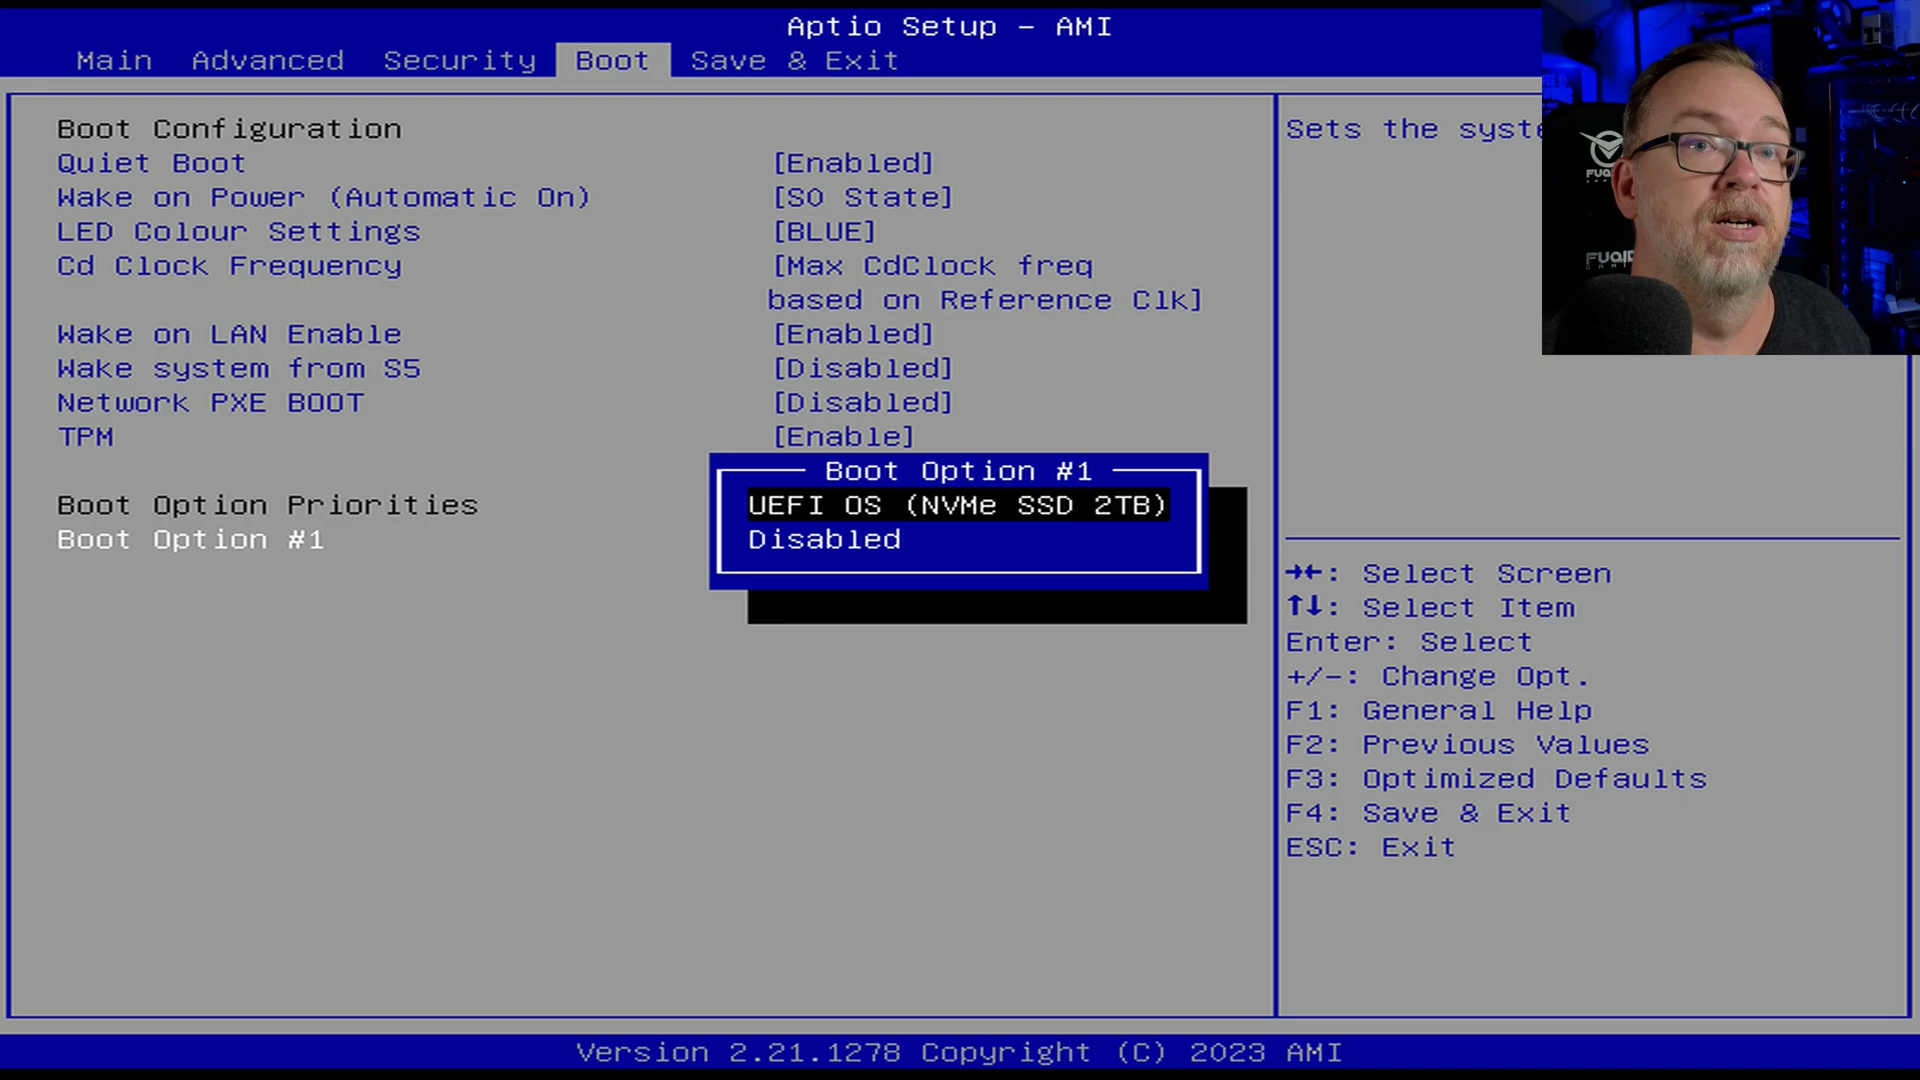 Aptio Setup - AMI
Main Advanced Security Boot Save & Exit
Boot Configuration
Quiet Boot [Enabled]
Wake on Power (Automatic On) [S0 State]
LED Colour Settings [BLUE]
Cd Clock Frequency [Max CdClock freq
based on Reference Clk]
Wake on LAN Enable [Enabled]
Wake system from S5 [Disabled]
Network PXE BOOT [Disabled]
TPM [Enable]
Boot Option Priorities
Boot Option #1
Boot Option #1
UEFI OS (NVMe SSD 2TB)
Disabled
Sets the syst
→←: Select Screen
↑↓: Select Item
Enter: Select
+/-: Change Opt.
F1: General Help
F2: Previous Values
F3: Optimized Defaults
F4: Save & Exit
ESC: Exit
Version 2.21.1278 Copyright (C) 2023 AMI